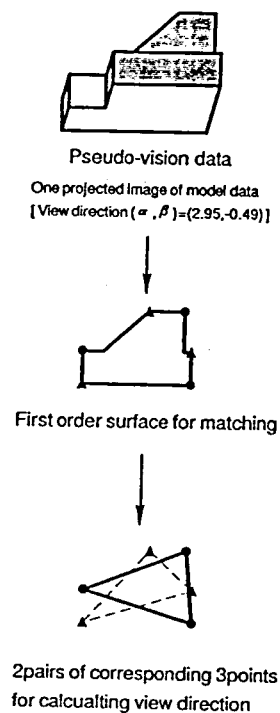 Pseudo-vision data
One projected image of model data
[ View direction ( α , β )=(2.95,-0.49)]
First order surface for matching
2pairs of corresponding 3points
for calcualting view direction